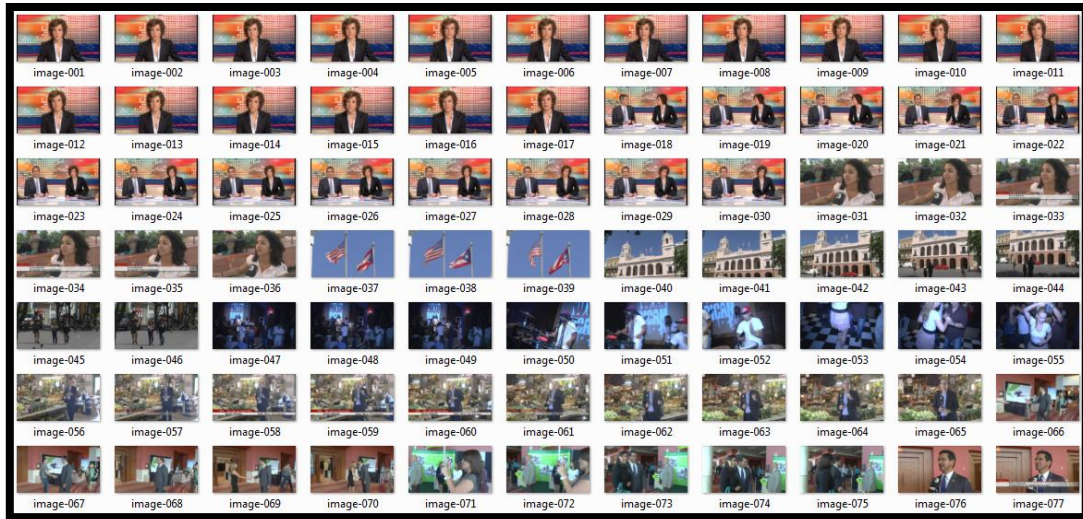 image-001 image-002 image-003 image-004 image-005 image-006 image-007 image-008 image-009 image-010 image-011
image-012 image-013 image-014 image-015 image-016 image-017 image-018 image-019 image-020 image-021 image-022
image-023 image-024 image-025 image-026 image-027 image-028 image-029 image-030 image-031 image-032 image-033
image-034 image-035 image-036 image-037 image-038 image-039 image-040 image-041 image-042 image-043 image-044
image-045 image-046 image-047 image-048 image-049 image-050 image-051 image-052 image-053 image-054 image-055
image-056 image-057 image-058 image-059 image-060 image-061 image-062 image-063 image-064 image-065 image-066
image-067 image-068 image-069 image-070 image-071 image-072 image-073 image-074 image-075 image-076 image-077